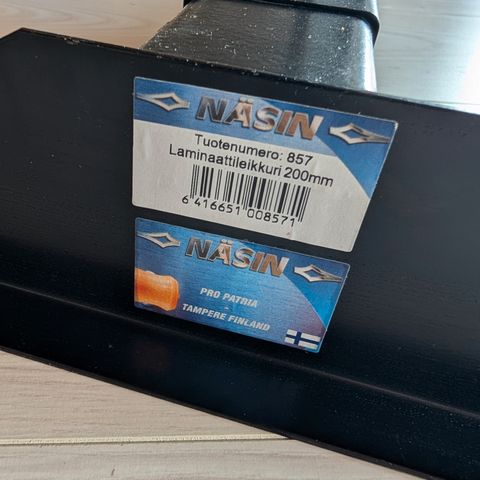 NÄSIN
Tuotenumero: 857
Laminaattileikkuri 200mm
6 416651 008571
NÄSIN
PRO PATRIA
TAMPERE FINLAND